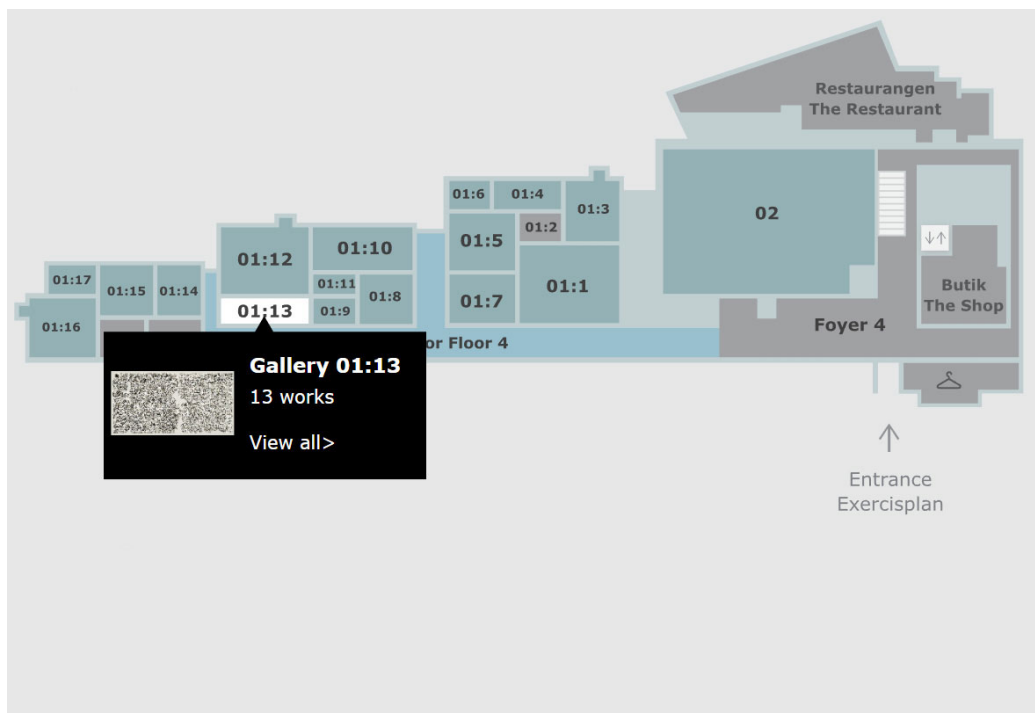 Restaurangen
The Restaurant
01:6
01:4
01:3
01:2
02
01:5
01:10
01:12
01:17
01:15
01:14
01:11
01:8
01:7
01:1
Butik
The Shop
01:16
01:13
01:9
Foyer 4
or Floor 4
Gallery 01:13
13 works
View all>
Entrance
Exercisplan